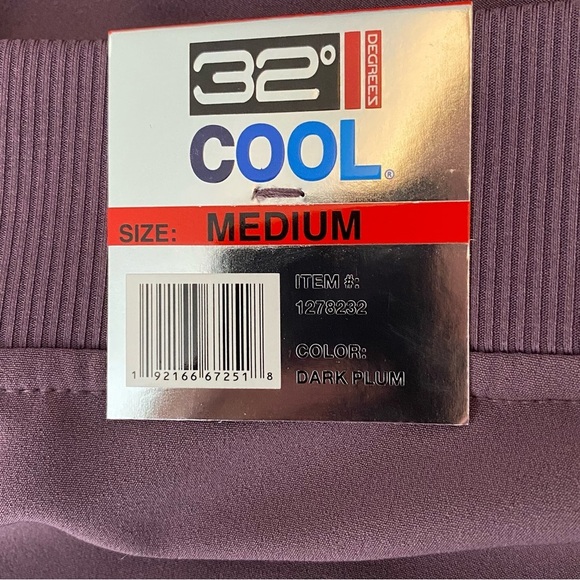 32°
DEGREES
COOL®
SIZE: MEDIUM
ITEM #:
1278232
COLOR:
DARK PLUM
1 92166 67251 8